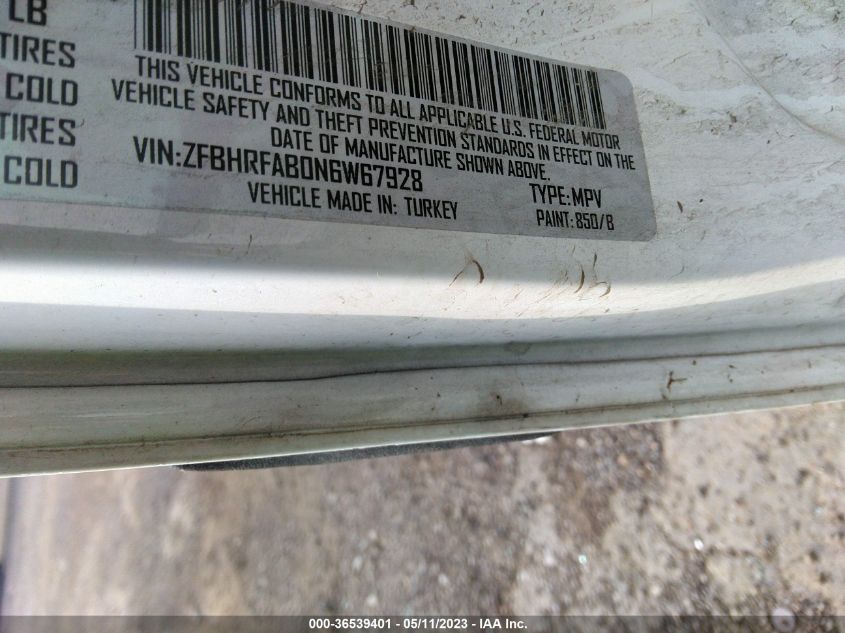 LB
TIRES
COLD
TIRES
COLD
THIS VEHICLE CONFORMS TO ALL APPLICABLE U.S. FEDERAL MOTOR
VEHICLE SAFETY AND THEFT PREVENTION STANDARDS IN EFFECT ON THE
DATE OF MANUFACTURE SHOWN ABOVE.
VIN:ZFBHRFAB0N6W67928
TYPE:MPV
VEHICLE MADE IN: TURKEY
PAINT:850/B
000-36539401 - 05/11/2023 - IAA Inc.